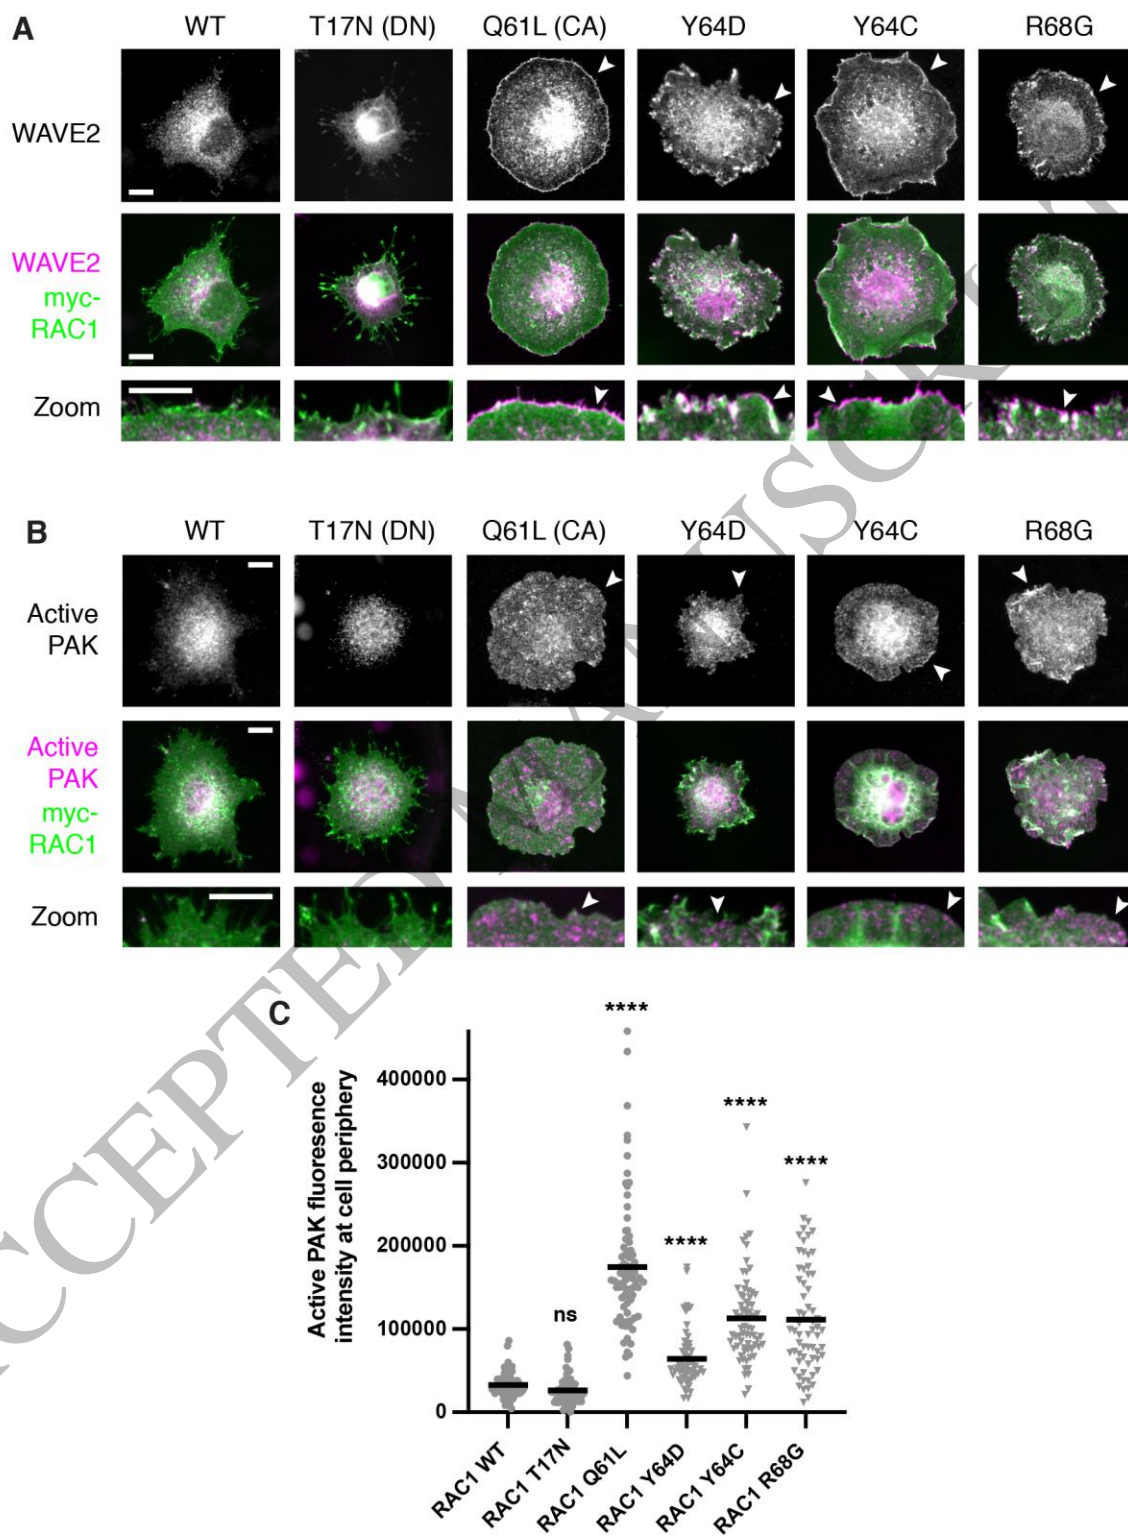 A
WT T17N (DN) Q61L (CA) Y64D Y64C R68G
WAVE2
WAVE2
myc-
RAC1
Zoom
B
WT T17N (DN) Q61L (CA) Y64D Y64C R68G
Active
PAK
Active
PAK
myc-
RAC1
Zoom
C
Active PAK fluoresence
intensity at cell periphery
400000
300000
200000
100000
0
ns
****
****
****
****
RAC1 WT
RAC1 T17N
RAC1 Q61L
RAC1 Y64D
RAC1 Y64C
RAC1 R68G
ACCEPTED MANUSCRIPT